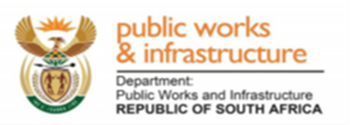 public works
& infrastructure
Department:
Public Works and Infrastructure
REPUBLIC OF SOUTH AFRICA